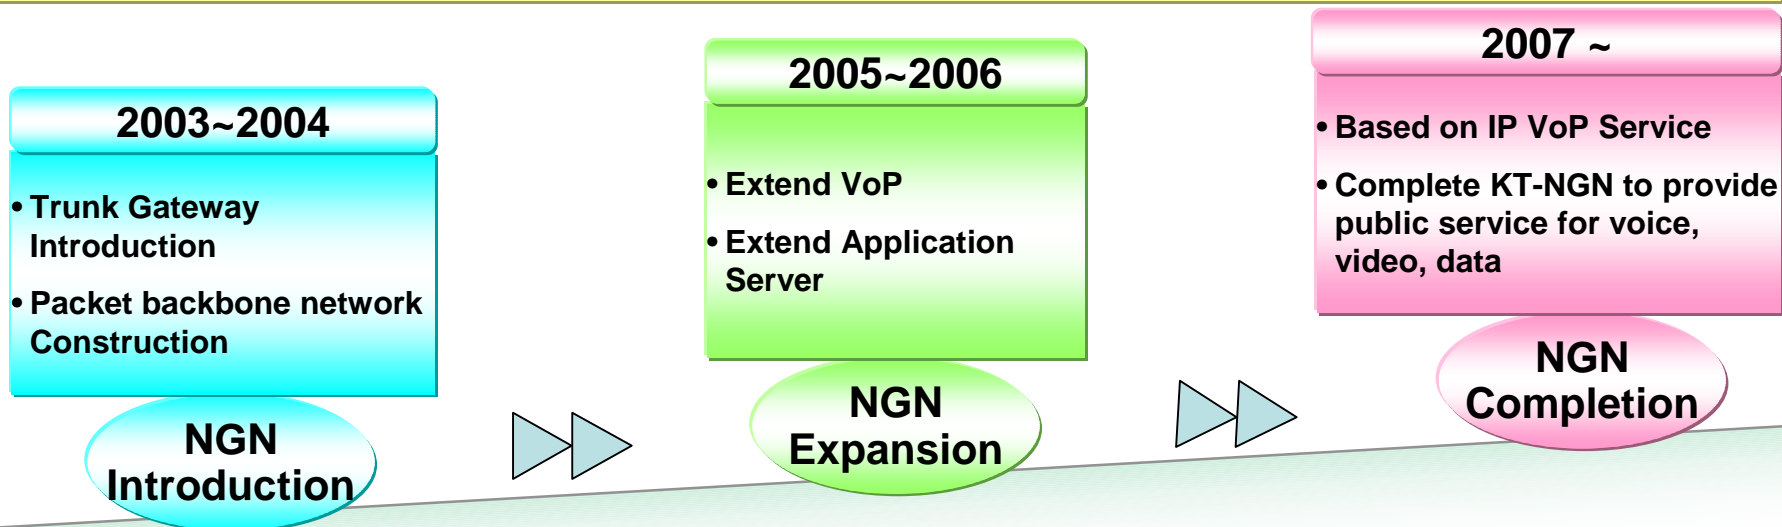 2003~2004
• Trunk Gateway
Introduction
• Packet backbone network
Construction
NGN
Introduction
2005~2006
• Extend VoP
• Extend Application
Server
NGN
Expansion
2007 ~
• Based on IP VoP Service
• Complete KT-NGN to provide
public service for voice,
video, data
NGN
Completion